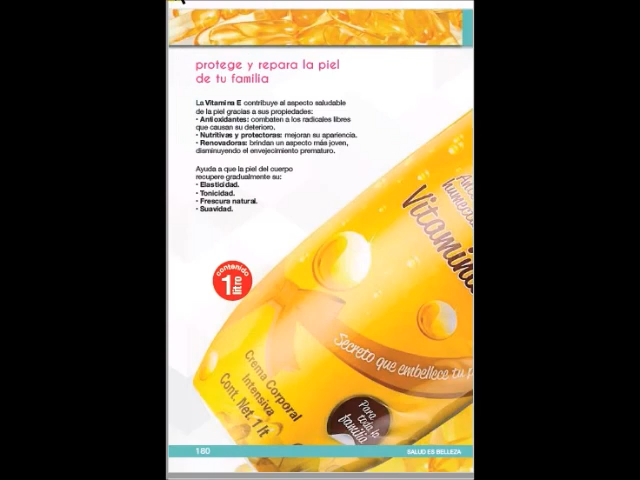 protege y repara la piel
de tu familia
La Vitamina E contribuye al aspecto saludable
de la piel gracias a sus propiedades:
• Antioxidantes: combaten a los radicales libres
que causan su deterioro.
• Nutritivas y protectoras: mejoran su apariencia.
• Renovadoras: brindan un aspecto más joven,
disminuyendo el envejecimiento prematuro.
Ayuda a que la piel del cuerpo
recupere gradualmente su:
• Elasticidad.
• Tonicidad.
• Frescura natural.
• Suavidad.
contenido
1 litro
Vitamina
Secreto que embellece tu
Crema Corporal
Intensiva
Cont. Net. 1 lt
Para
toda la
familia
160
SALUD ES BELLEZA